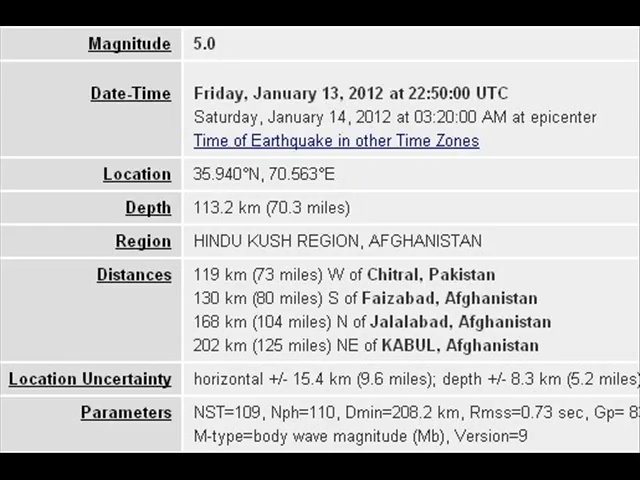 Magnitude 5.0
Date-Time Friday, January 13, 2012 at 22:50:00 UTC
Saturday, January 14, 2012 at 03:20:00 AM at epicenter
Time of Earthquake in other Time Zones
Location 35.940°N, 70.563°E
Depth 113.2 km (70.3 miles)
Region HINDU KUSH REGION, AFGHANISTAN
Distances 119 km (73 miles) W of Chitral, Pakistan
130 km (80 miles) S of Faizabad, Afghanistan
168 km (104 miles) N of Jalalabad, Afghanistan
202 km (125 miles) NE of KABUL, Afghanistan
Location Uncertainty horizontal +/- 15.4 km (9.6 miles); depth +/- 8.3 km (5.2 miles)
Parameters NST=109, Nph=110, Dmin=208.2 km, Rmss=0.73 sec, Gp=
M-type=body wave magnitude (Mb), Version=9